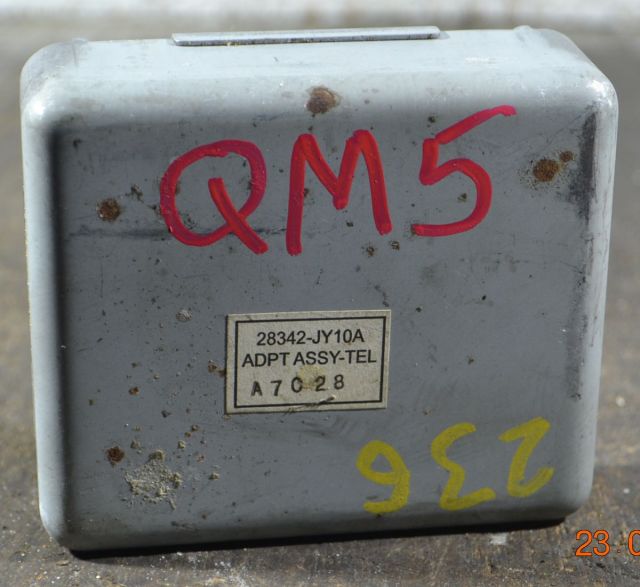 QM5
28342-JY10A
ADPT ASSY-TEL
A7C28
236
23 0